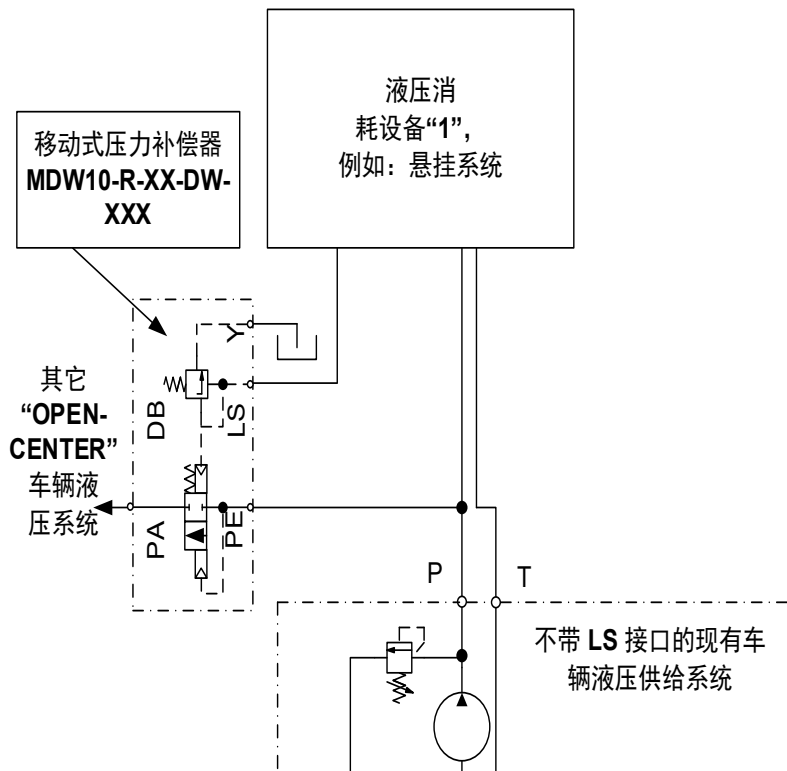 液压消
耗设备“1”,
例如：悬挂系统
移动式压力补偿器
MDW10-R-XX-DW-
XXX
Y
DB
LS
其它
“OPEN-
CENTER”
车辆液
压系统
PA
PE
P
T
不带 LS 接口的现有车
辆液压供给系统